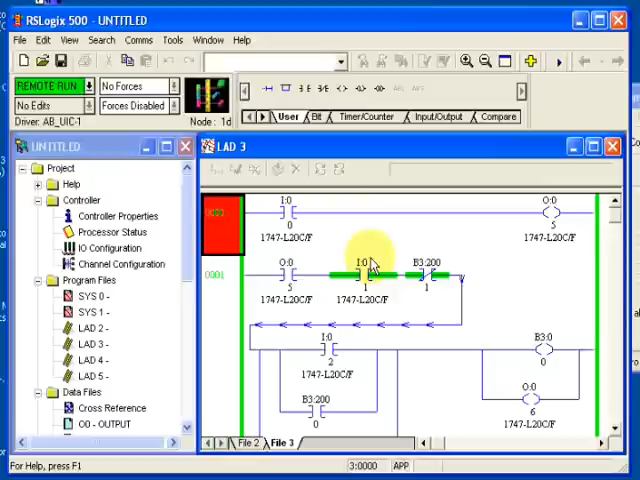 RSLogix 500 - UNTITLED
File Edit View Search Comms Tools Window Help
REMOTE RUN No Forces
No Edits Forces Disabled
Driver: AB_UIC-1 Node : 1d
User Bit Timer/Counter Input/Output Compare
UNTITLED
Project
Help
Controller
Controller Properties
Processor Status
IO Configuration
Channel Configuration
Program Files
SYS 0 -
SYS 1 -
LAD 2 -
LAD 3 -
LAD 4 -
LAD 5 -
Data Files
Cross Reference
O0 - OUTPUT
LAD 3
0000
I:0 O:0
0 5
1747-L20C/F 1747-L20C/F
0001
O:0 I:0 B3:200
5 1 1
1747-L20C/F 1747-L20C/F
I:0 B3:0
2 0
1747-L20C/F
B3:200 O:0
0 6
1747-L20C/F
File 2 File 3
For Help, press F1 3:0000 APP